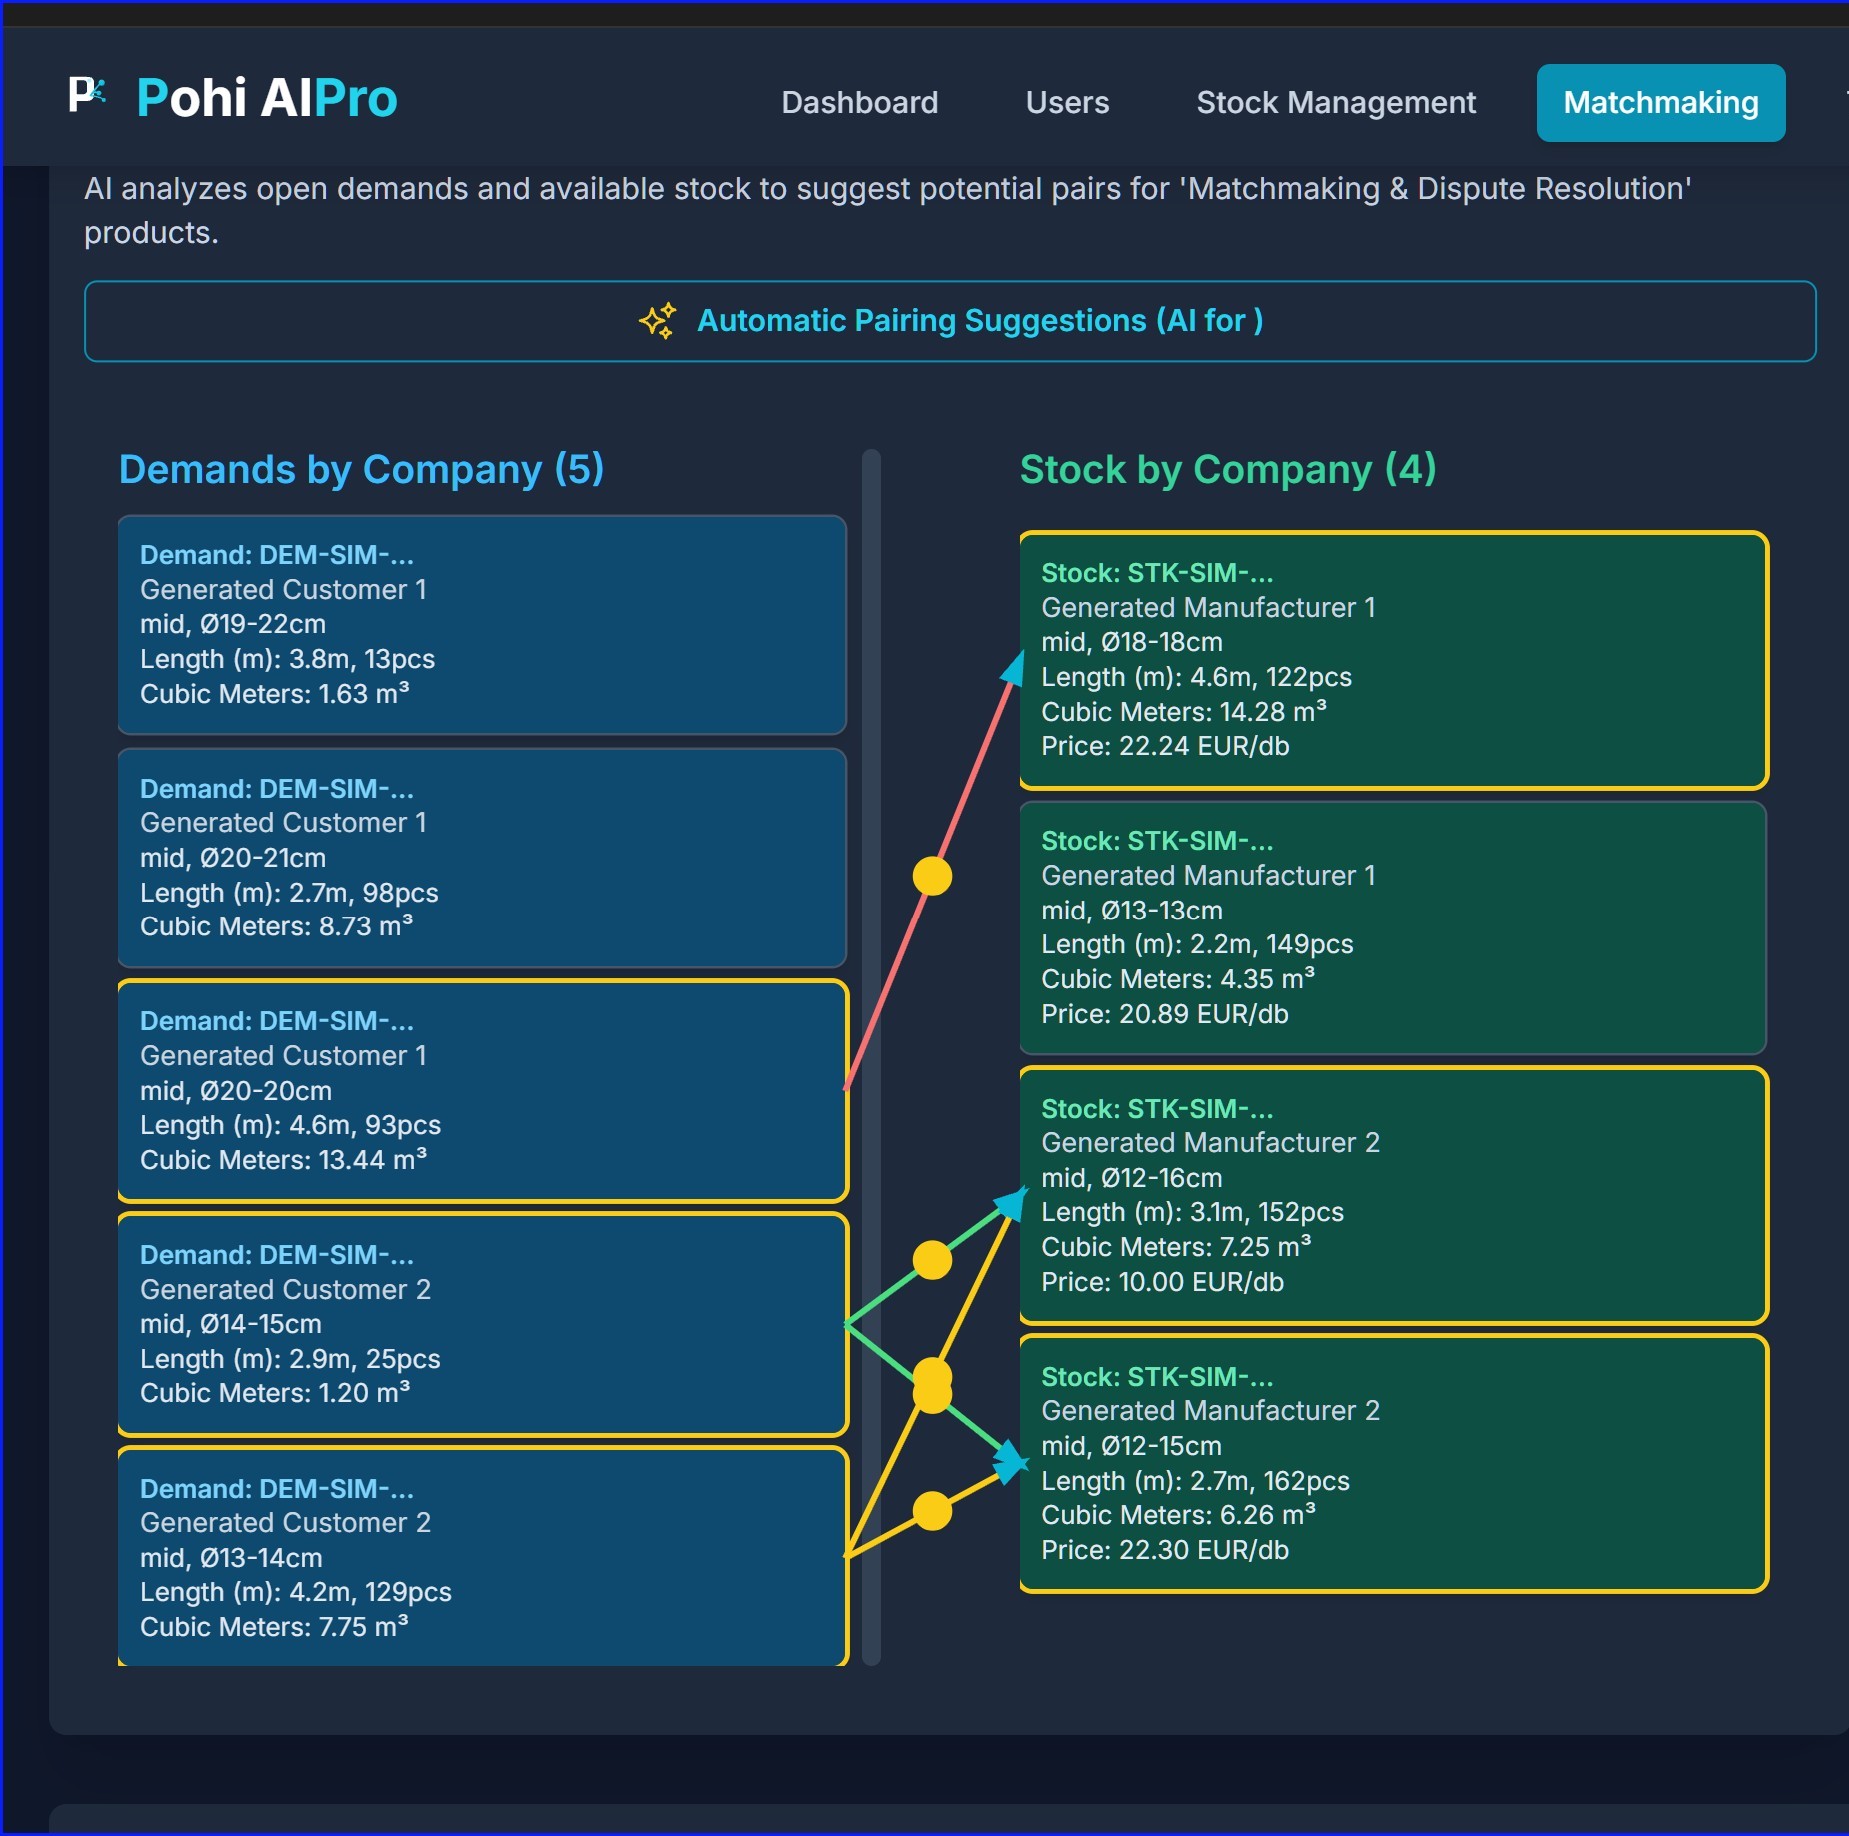 Pohi AIPro
Dashboard
Users
Stock Management
Matchmaking
AI analyzes open demands and available stock to suggest potential pairs for 'Matchmaking & Dispute Resolution'
products.
Automatic Pairing Suggestions (AI for )
Demands by Company (5)
Demand: DEM-SIM-...
Generated Customer 1
mid, Ø19-22cm
Length (m): 3.8m, 13pcs
Cubic Meters: 1.63 m³
Demand: DEM-SIM-...
Generated Customer 1
mid, Ø20-21cm
Length (m): 2.7m, 98pcs
Cubic Meters: 8.73 m³
Demand: DEM-SIM-...
Generated Customer 1
mid, Ø20-20cm
Length (m): 4.6m, 93pcs
Cubic Meters: 13.44 m³
Demand: DEM-SIM-...
Generated Customer 2
mid, Ø14-15cm
Length (m): 2.9m, 25pcs
Cubic Meters: 1.20 m³
Demand: DEM-SIM-...
Generated Customer 2
mid, Ø13-14cm
Length (m): 4.2m, 129pcs
Cubic Meters: 7.75 m³
Stock by Company (4)
Stock: STK-SIM-...
Generated Manufacturer 1
mid, Ø18-18cm
Length (m): 4.6m, 122pcs
Cubic Meters: 14.28 m³
Price: 22.24 EUR/db
Stock: STK-SIM-...
Generated Manufacturer 1
mid, Ø13-13cm
Length (m): 2.2m, 149pcs
Cubic Meters: 4.35 m³
Price: 20.89 EUR/db
Stock: STK-SIM-...
Generated Manufacturer 2
mid, Ø12-16cm
Length (m): 3.1m, 152pcs
Cubic Meters: 7.25 m³
Price: 10.00 EUR/db
Stock: STK-SIM-...
Generated Manufacturer 2
mid, Ø12-15cm
Length (m): 2.7m, 162pcs
Cubic Meters: 6.26 m³
Price: 22.30 EUR/db